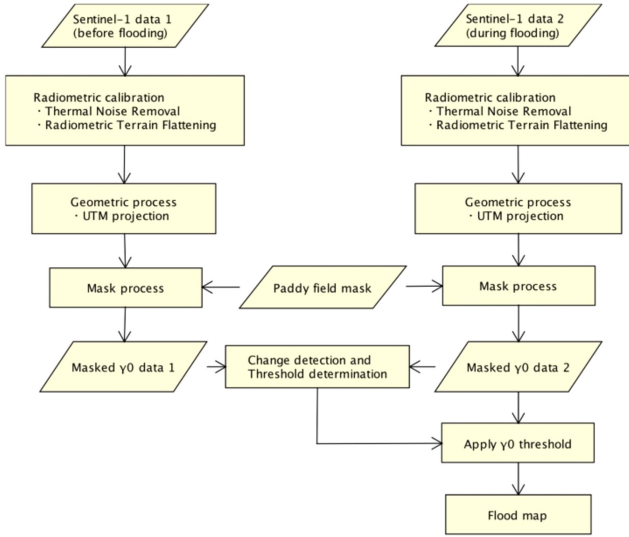 Sentinel-1 data 1
(before flooding)
Sentinel-1 data 2
(during flooding)
Radiometric calibration
・Thermal Noise Removal
・Radiometric Terrain Flattening
Radiometric calibration
・Thermal Noise Removal
・Radiometric Terrain Flattening
Geometric process
・UTM projection
Geometric process
・UTM projection
Mask process
Paddy field mask
Mask process
Masked γ0 data 1
Change detection and
Threshold determination
Masked γ0 data 2
Apply γ0 threshold
Flood map